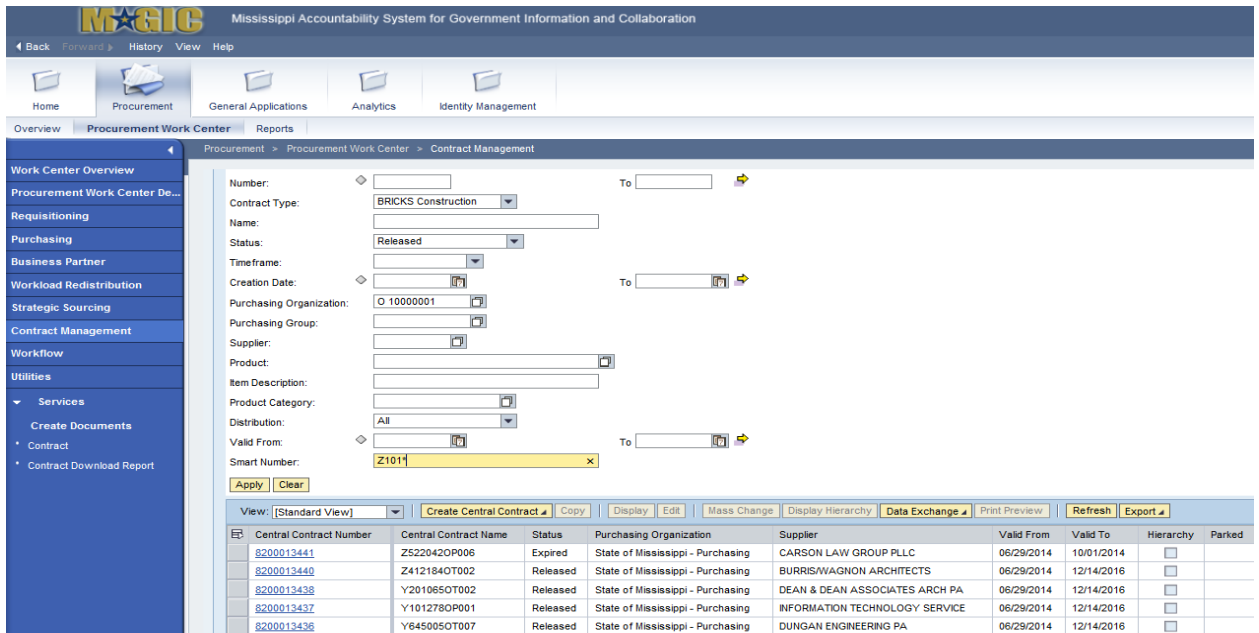 MAGIC Mississippi Accountability System for Government Information and Collaboration
Back Forward History View Help
Home Procurement General Applications Analytics Identity Management
Overview Procurement Work Center Reports
Procurement > Procurement Work Center > Contract Management
Work Center Overview
Procurement Work Center De...
Requisitioning
Purchasing
Business Partner
Workload Redistribution
Strategic Sourcing
Contract Management
Workflow
Utilities
Services
Create Documents
Contract
Contract Download Report
Number: To
Contract Type: BRICKS Construction
Name:
Status: Released
Timeframe:
Creation Date: To
Purchasing Organization: O 10000001
Purchasing Group:
Supplier:
Product:
Item Description:
Product Category:
Distribution: All
Valid From: To
Smart Number: Z101*
Apply Clear
View: [Standard View] Create Central Contract Copy Display Edit Mass Change Display Hierarchy Data Exchange Print Preview Refresh Export
Central Contract Number Central Contract Name Status Purchasing Organization Supplier Valid From Valid To Hierarchy Parked
8200013441 Z522042OP006 Expired State of Mississippi - Purchasing CARSON LAW GROUP PLLC 06/29/2014 10/01/2014
8200013440 Z412184OT002 Released State of Mississippi - Purchasing BURRIS/WAGNON ARCHITECTS 06/29/2014 12/14/2016
8200013438 Y201065OT002 Released State of Mississippi - Purchasing DEAN & DEAN ASSOCIATES ARCH PA 06/29/2014 12/14/2016
8200013437 Y101278OP001 Released State of Mississippi - Purchasing INFORMATION TECHNOLOGY SERVICE 06/29/2014 12/14/2016
8200013436 Y645005OT007 Released State of Mississippi - Purchasing DUNGAN ENGINEERING PA 06/29/2014 12/14/2016